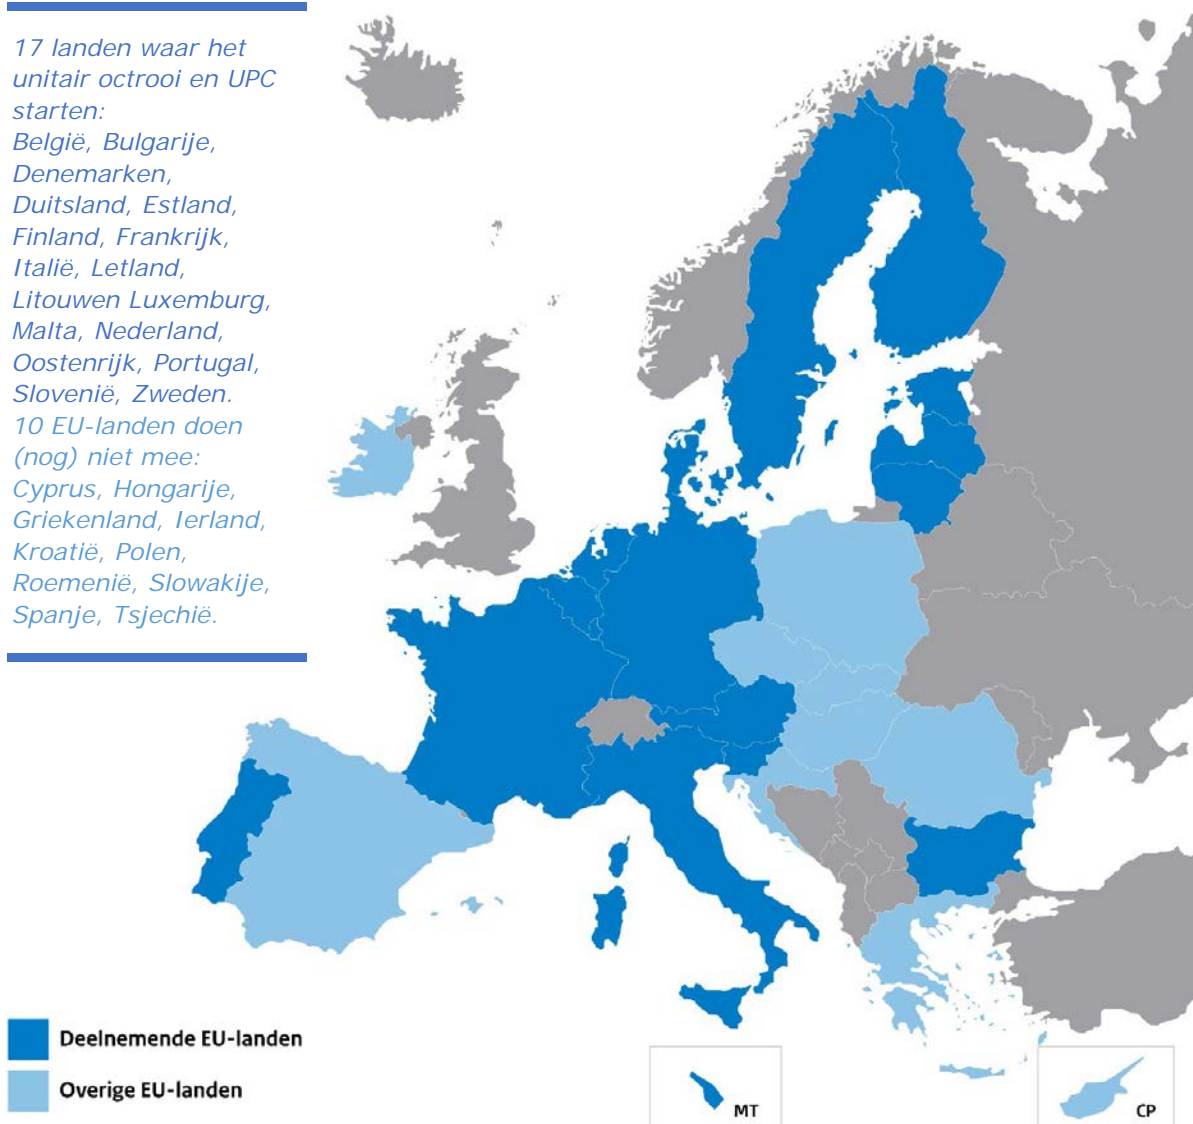 17 landen waar het
unitair octrooi en UPC
starten:
België, Bulgarije,
Denemarken,
Duitsland, Estland,
Finland, Frankrijk,
Italië, Letland,
Litouwen Luxemburg,
Malta, Nederland,
Oostenrijk, Portugal,
Slovenië, Zweden.
10 EU-landen doen
(nog) niet mee:
Cyprus, Hongarije,
Griekenland, Ierland,
Kroatië, Polen,
Roemenië, Slowakije,
Spanje, Tsjechië.
Deelnemende EU-landen
Overige EU-landen
MT
CP